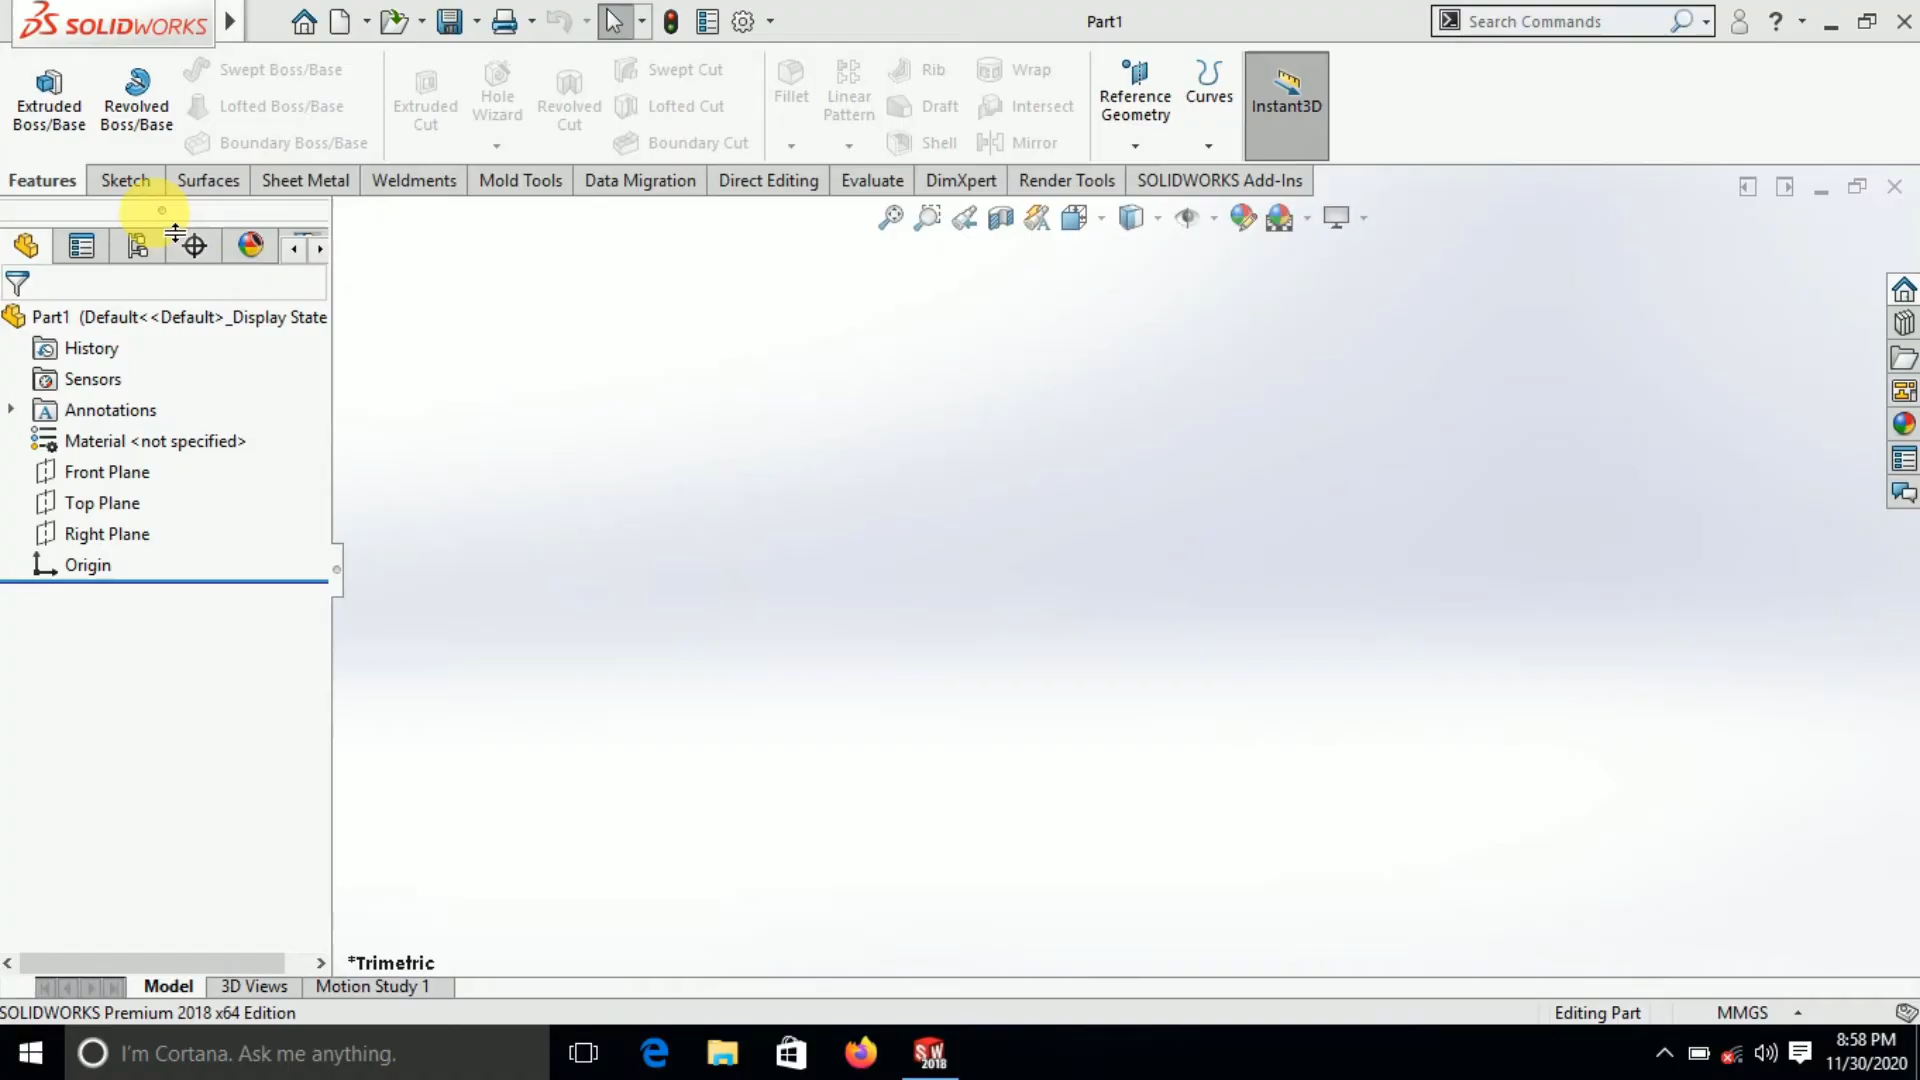 SOLIDWORKS
Part1
Search Commands
?
Extruded Boss/Base
Revolved Boss/Base
Swept Boss/Base
Lofted Boss/Base
Boundary Boss/Base
Extruded Cut
Hole Wizard
Revolved Cut
Swept Cut
Lofted Cut
Boundary Cut
Fillet
Linear Pattern
Rib
Draft
Shell
Wrap
Intersect
Mirror
Reference Geometry
Curves
Instant3D
Features
Sketch
Surfaces
Sheet Metal
Weldments
Mold Tools
Data Migration
Direct Editing
Evaluate
DimXpert
Render Tools
SOLIDWORKS Add-Ins
Part1 (Default<<Default>_Display State
History
Sensors
Annotations
Material <not specified>
Front Plane
Top Plane
Right Plane
Origin
*Trimetric
Model
3D Views
Motion Study 1
SOLIDWORKS Premium 2018 x64 Edition
Editing Part
MMGS
I'm Cortana. Ask me anything.
SW 2018
8:58 PM
11/30/2020